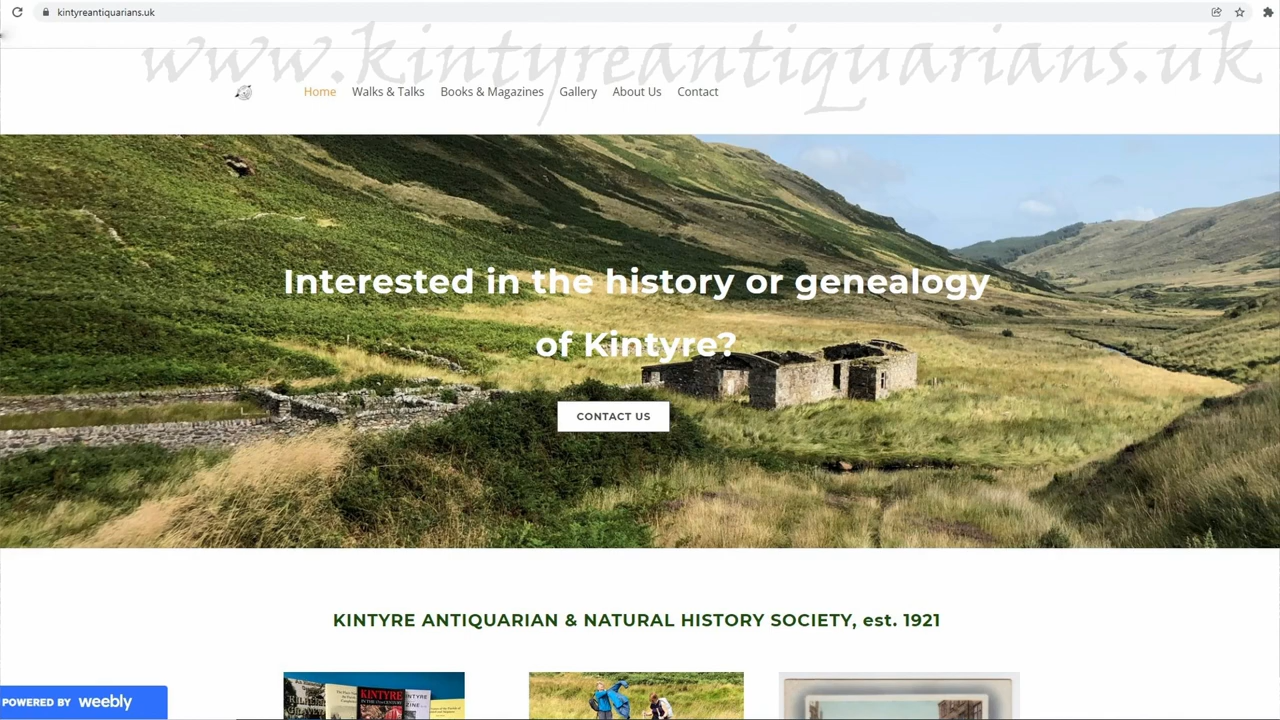 kintyreantiquarians.uk
www.kintyreantiquarians.uk
Home Walks & Talks Books & Magazines Gallery About Us Contact
Interested in the history or genealogy
of Kintyre?
CONTACT US
KINTYRE ANTIQUARIAN & NATURAL HISTORY SOCIETY, est. 1921
KINTYRE
POWERED BY weebly